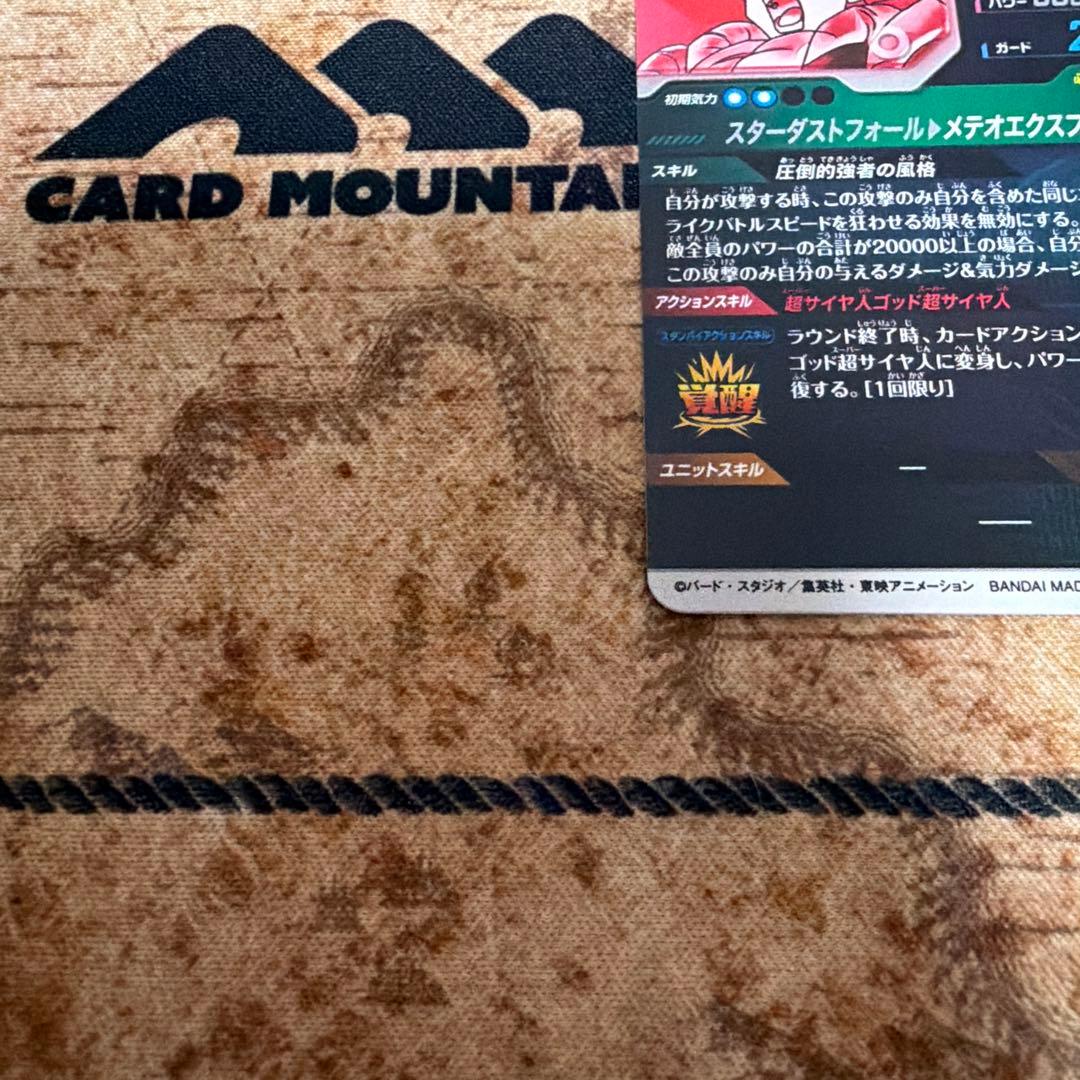 CARD MOUNTAI
パワー
ガード 2
初期気力
スターダストフォール▶メテオエクスプ
スキル 圧倒的強者の風格
自分が攻撃する時、この攻撃のみ自分を含めた同じ
ライクバトルスピードを狂わせる効果を無効にする。
敵全員のパワーの合計が20000以上の場合、自分
この攻撃のみ自分の与えるダメージ&気力ダメージ
アクションスキル 超サイヤ人ゴッド超サイヤ人
スタンバイアクションスキル ラウンド終了時、カードアクション
ゴッド超サイヤ人に変身し、パワー
覚醒 復する。[1回限り]
ユニットスキル —
—
©バード・スタジオ／集英社・東映アニメーション BANDAI MAD